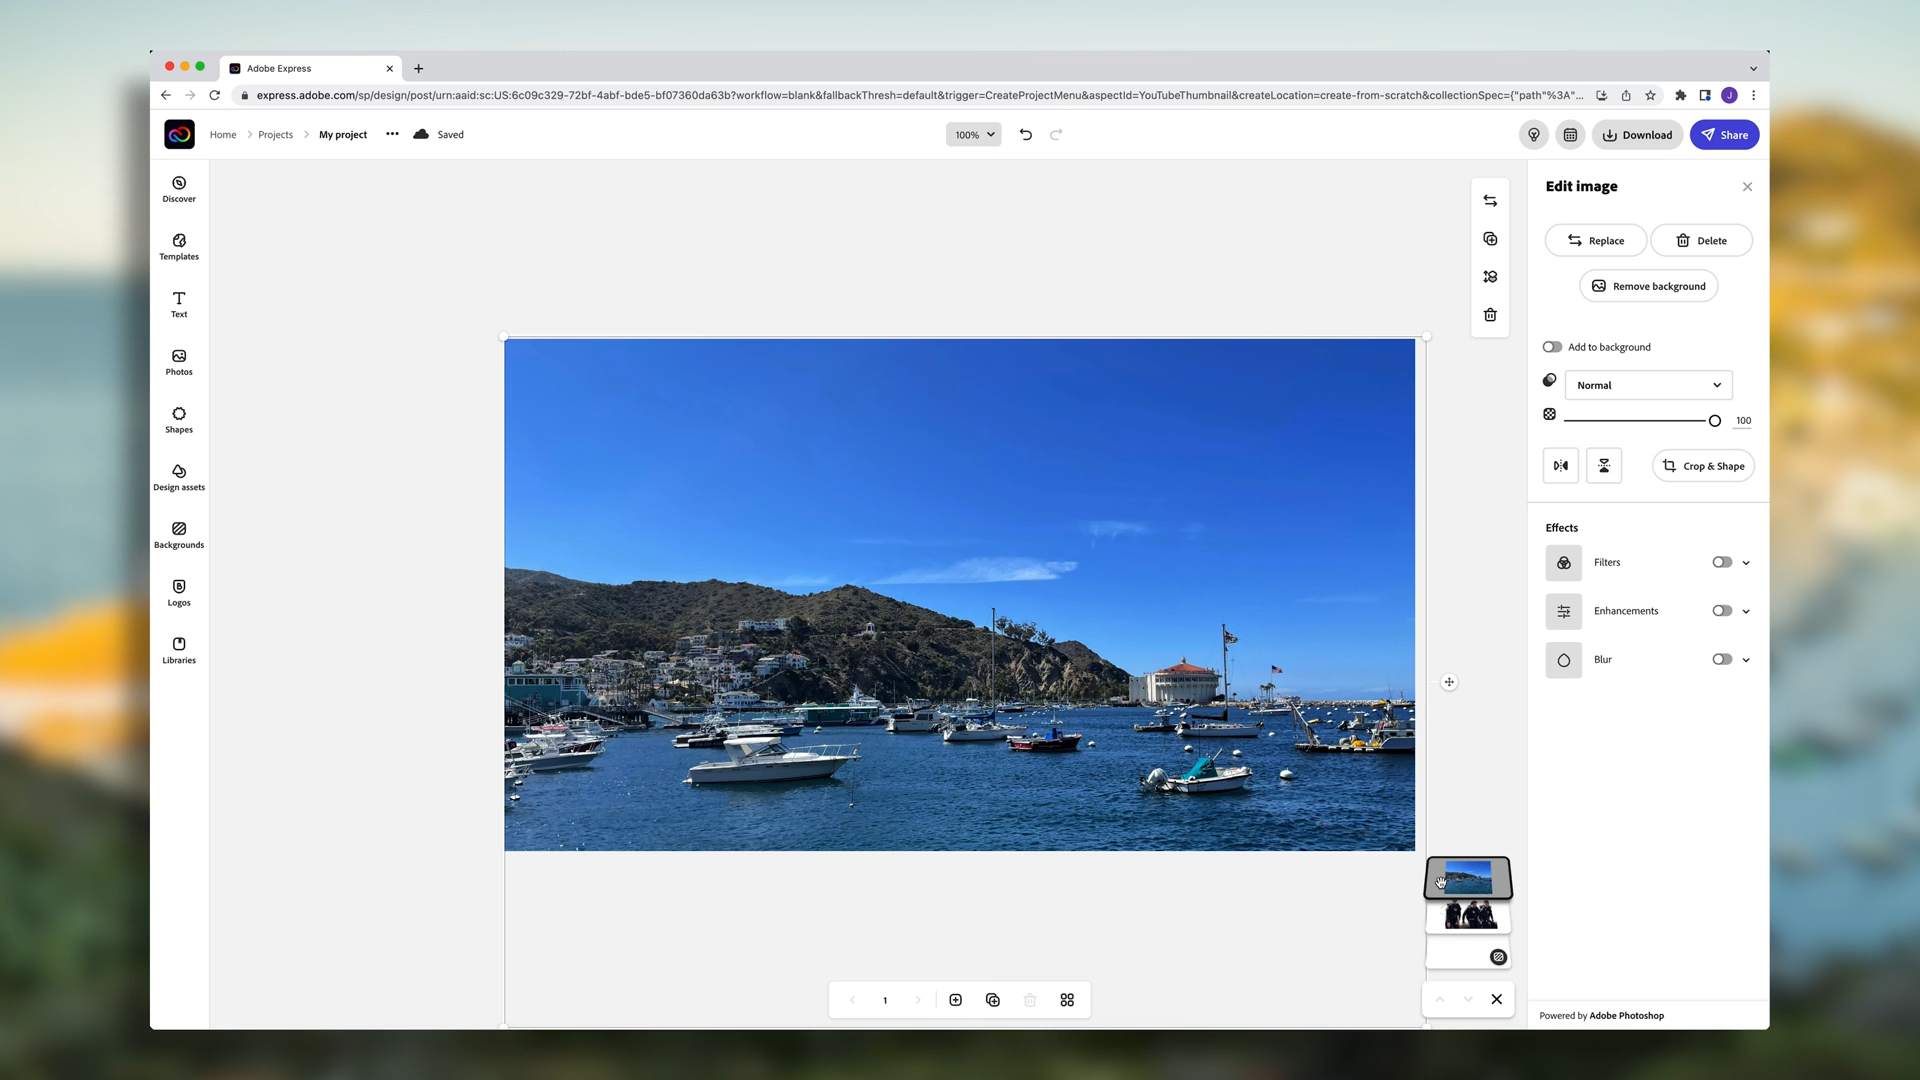 Adobe Express
express.adobe.com/sp/design/post/urn:aaid:sc:US:6c09c329-72bf-4abf-bde5-bf07360da63b?workflow=blank&fallbackThresh=default&trigger=CreateProjectMenu&aspectId=YouTubeThumbnail&createLocation=create-from-scratch&collectionSpec={"path"%3A"...
J
Home
Projects
My project
Saved
100%
Download
Share
Discover
Templates
Text
Photos
Shapes
Design assets
Backgrounds
Logos
Libraries
Edit image
Replace
Delete
Remove background
Add to background
Normal
100
Crop & Shape
Effects
Filters
Enhancements
Blur
1
Powered by Adobe Photoshop